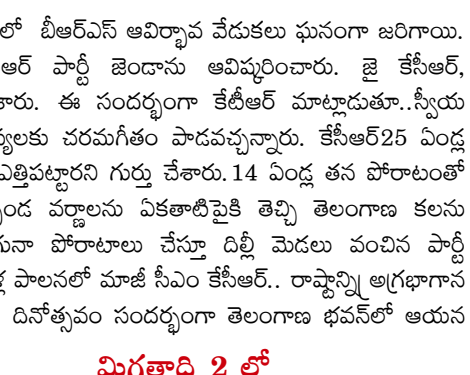 లో బీఆర్ఎస్ ఆవిర్భావ వేడుకలు ఘనంగా జరిగాయి.
ఆర్ పార్టీ జెండాను ఆవిష్కరించారు. జై కేసీఆర్,
శారు. ఈ సందర్భంగా కేటీఆర్ మాట్లాడుతూ..స్వీయ
్యలకు చరమగీతం పాడవచ్చన్నారు. కేసీఆర్25 ఏండ్ల
ఎత్తిపట్టారని గుర్తు చేశారు. 14 ఏండ్ల తన పోరాటంతో
ండ వర్ణాలను ఏకతాటిపైకి తెచ్చి తెలంగాణ కలను
గునా పోరాటాలు చేస్తూ దిల్లీ మెడలు వంచిన పార్టీ
ళ్ల పాలనలో మాజీ సీఎం కేసీఆర్.. రాష్ట్రాన్ని అగ్రభాగాన
దినోత్సవం సందర్భంగా తెలంగాణ భవన్‌లో ఆయన
మిగతాది 2 లో